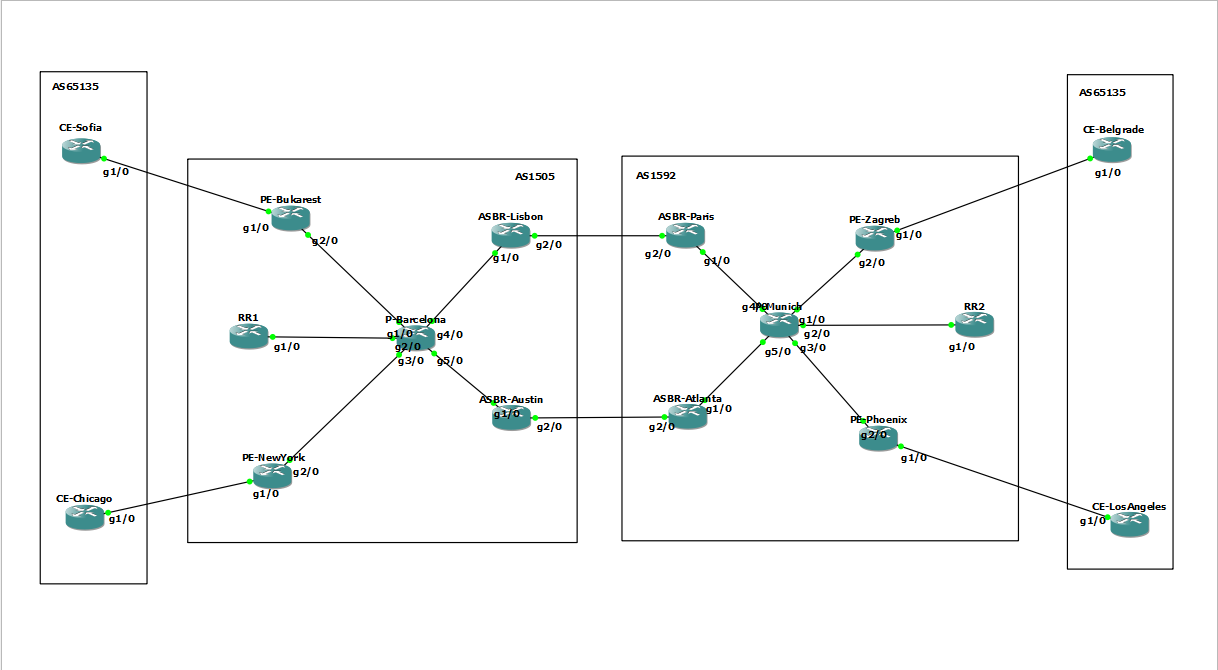 AS65135
CE-Sofia
g1/0
AS1505
PE-Bukarest
g1/0
g2/0
ASBR-Lisbon
g2/0
g1/0
RR1
g1/0
P-Barcelona
g1/0
g4/0
g2/0
g3/0
g5/0
ASBR-Austin
g1/0
g2/0
PE-NewYork
g2/0
g1/0
CE-Chicago
g1/0
AS1592
ASBR-Paris
g2/0
g1/0
PE-Zagreb
g1/0
g2/0
Munich
g1/0
g2/0
g3/0
g5/0
RR2
g1/0
ASBR-Atlanta
g1/0
g2/0
PE-Phoenix
g2/0
g1/0
AS65135
CE-Belgrade
g1/0
CE-LosAngeles
g1/0